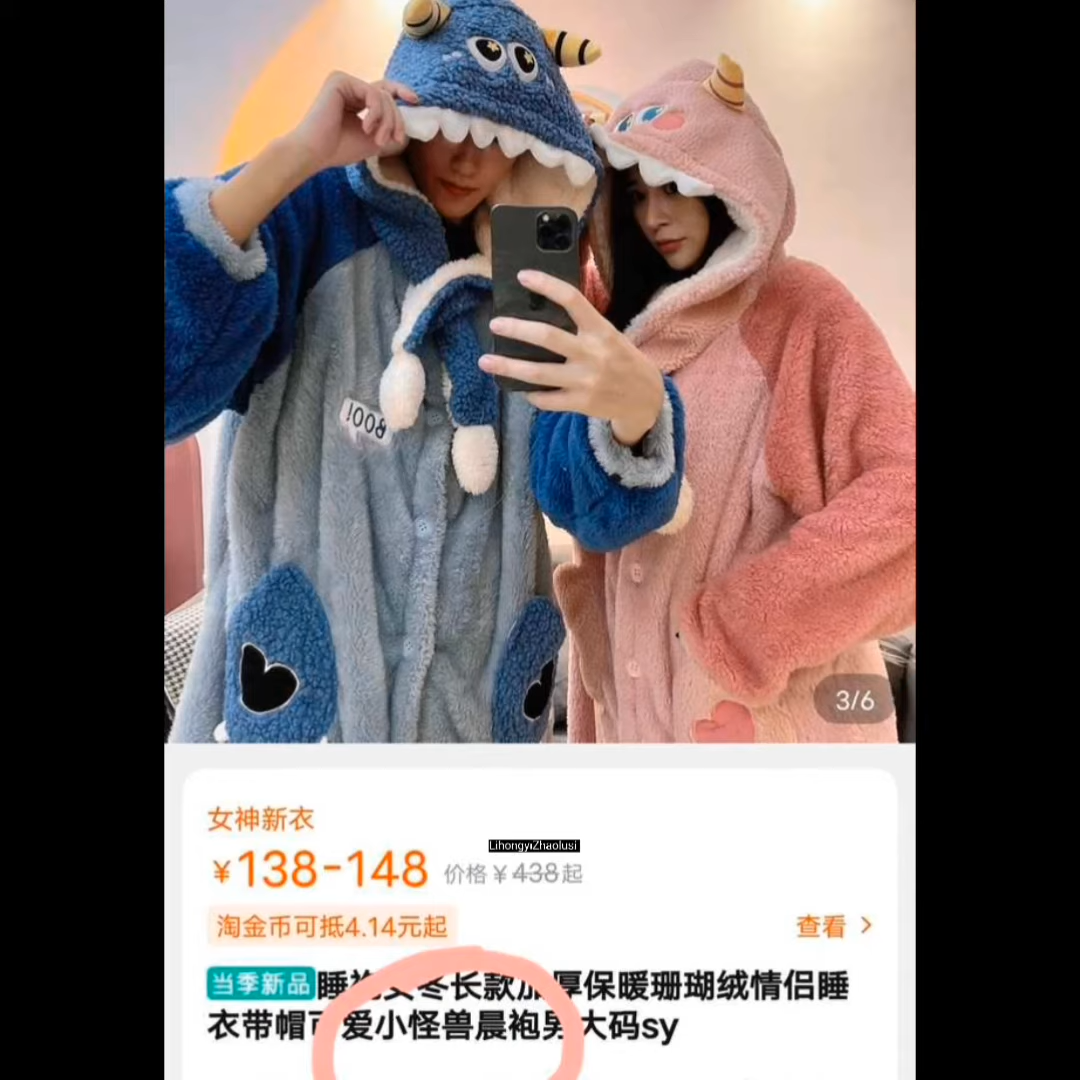 BOO!
3/6
女神新衣
LihongyiZhaolusi
¥138-148 价格¥438起
淘金币可抵4.14元起 查看 >
当季新品 睡袍女冬长款加厚保暖珊瑚绒情侣睡
衣带帽可爱小怪兽晨袍男大码sy